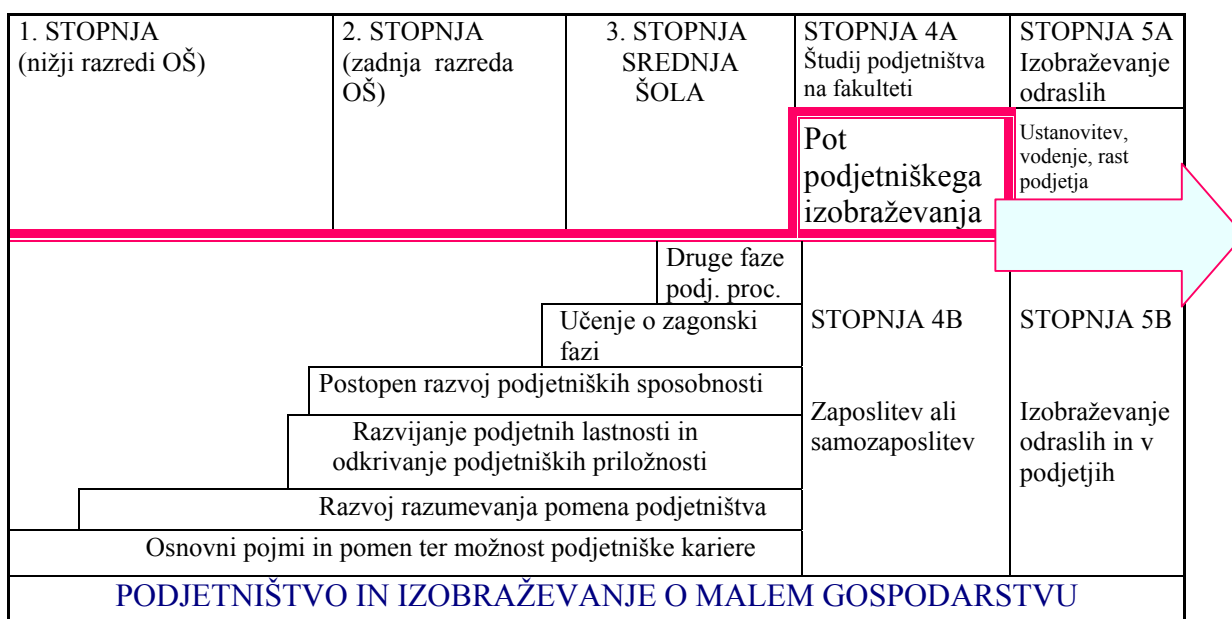 1. STOPNJA
(nižji razredi OŠ)
2. STOPNJA
(zadnja razreda
OŠ)
3. STOPNJA
SREDNJA
ŠOLA
STOPNJA 4A
Študij podjetništva
na fakulteti
STOPNJA 5A
Izobraževanje
odraslih
Pot
podjetniškega
izobraževanja
Ustanovitev,
vodenje, rast
podjetja
Druge faze
podj. proc.
Učenje o zagonski
fazi
Postopen razvoj podjetniških sposobnosti
Razvijanje podjetnih lastnosti in
odkrivanje podjetniških priložnosti
Razvoj razumevanja pomena podjetništva
Osnovni pojmi in pomen ter možnost podjetniške kariere
STOPNJA 4B
Zaposlitev ali
samozaposlitev
STOPNJA 5B
Izobraževanje
odraslih in v
podjetjih
PODJETNIŠTVO IN IZOBRAŽEVANJE O MALEM GOSPODARSTVU